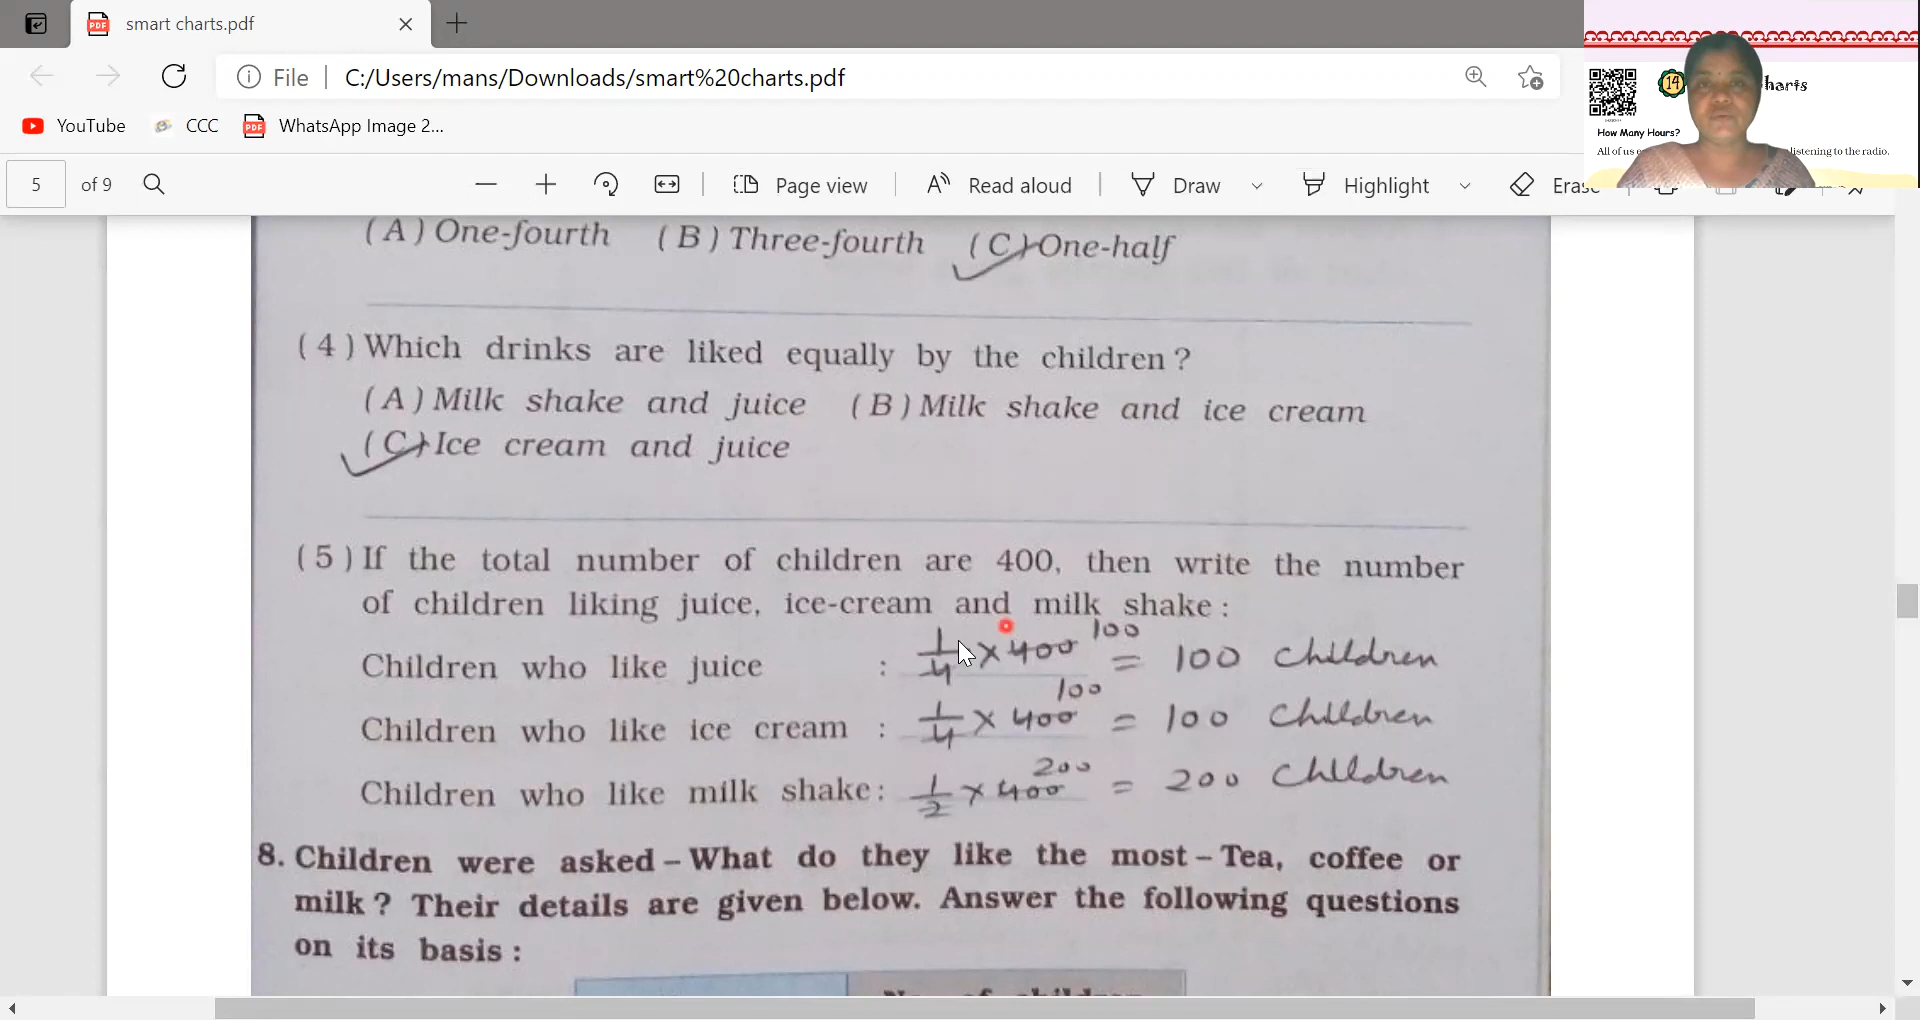 smart charts.pdf
File | C:/Users/mans/Downloads/smart%20charts.pdf
YouTube CCC WhatsApp Image 2...
14 harts
How Many Hours?
All of us e listening to the radio.
5 of 9 Page view Read aloud Draw Highlight Erase
(A) One-fourth (B) Three-fourth (C) One-half
(4) Which drinks are liked equally by the children?
(A) Milk shake and juice (B) Milk shake and ice cream
(C) Ice cream and juice
(5) If the total number of children are 400, then write the number
of children liking juice, ice-cream and milk shake :
Children who like juice : 1/4 × 400 100 = 100 children
Children who like ice cream : 1/4 × 400 100 = 100 children
Children who like milk shake: 1/2 × 400 200 = 200 children
8. Children were asked – What do they like the most – Tea, coffee or
milk? Their details are given below. Answer the following questions
on its basis :